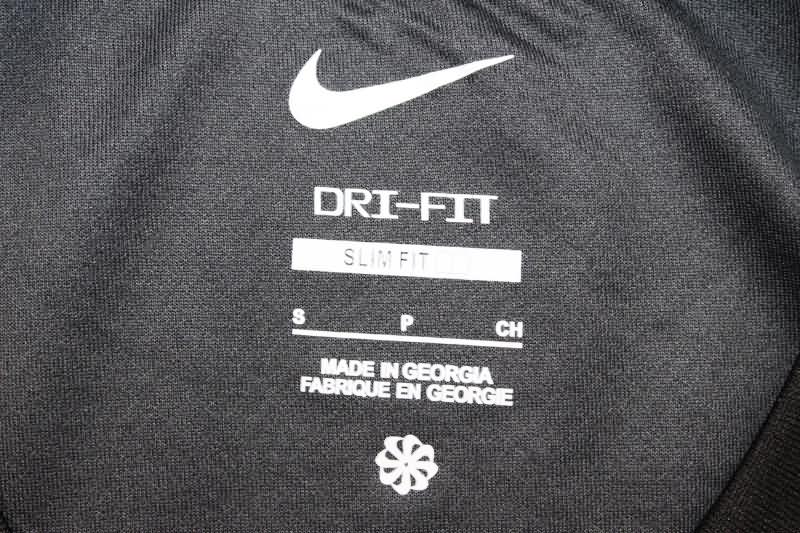 DRI-FIT
SLIM FIT
S P CH
MADE IN GEORGIA
FABRIQUE EN GEORGIE